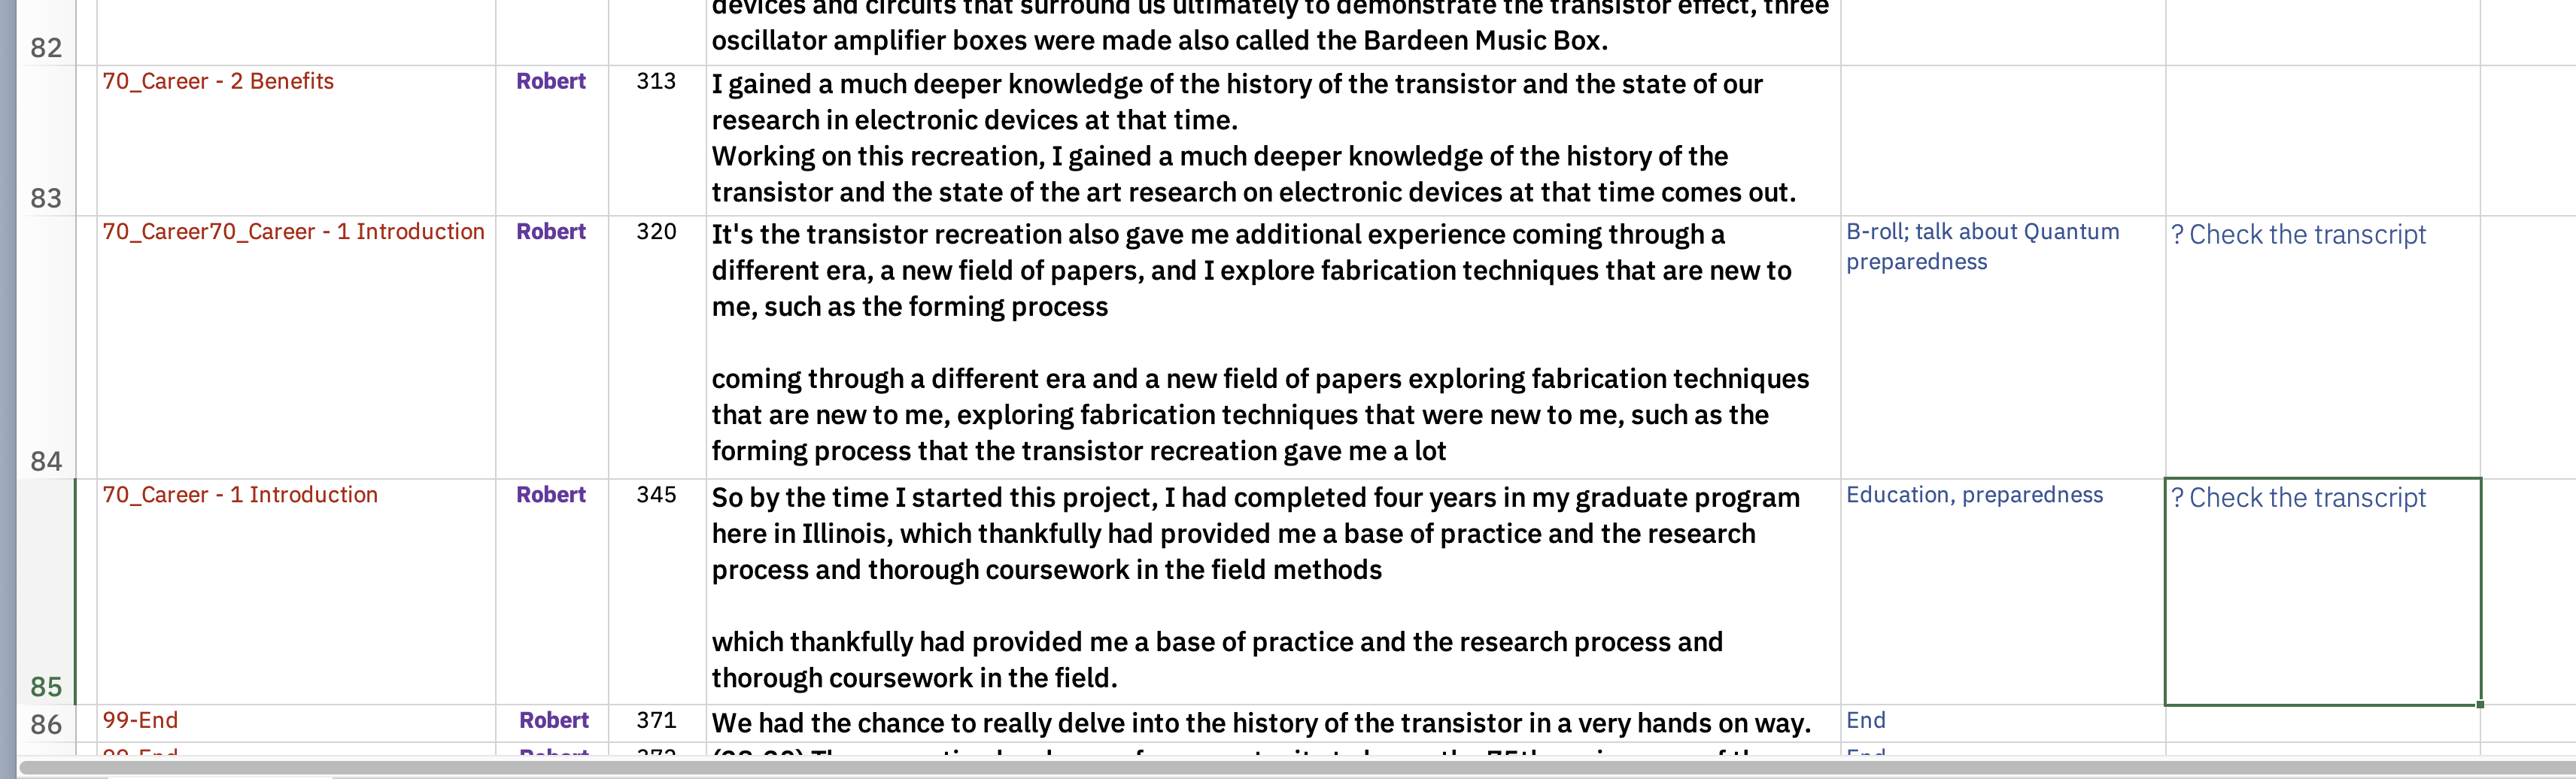 devices and circuits that surround us ultimately to demonstrate the transistor effect, three
82 oscillator amplifier boxes were made also called the Bardeen Music Box.
70_Career - 2 Benefits Robert 313 I gained a much deeper knowledge of the history of the transistor and the state of our
research in electronic devices at that time.
Working on this recreation, I gained a much deeper knowledge of the history of the
83 transistor and the state of the art research on electronic devices at that time comes out.
70_Career70_Career - 1 Introduction Robert 320 It's the transistor recreation also gave me additional experience coming through a B-roll; talk about Quantum ? Check the transcript
different era, a new field of papers, and I explore fabrication techniques that are new to preparedness
me, such as the forming process
coming through a different era and a new field of papers exploring fabrication techniques
that are new to me, exploring fabrication techniques that were new to me, such as the
84 forming process that the transistor recreation gave me a lot
70_Career - 1 Introduction Robert 345 So by the time I started this project, I had completed four years in my graduate program Education, preparedness ? Check the transcript
here in Illinois, which thankfully had provided me a base of practice and the research
process and thorough coursework in the field methods
which thankfully had provided me a base of practice and the research process and
85 thorough coursework in the field.
86 99-End Robert 371 We had the chance to really delve into the history of the transistor in a very hands on way. End